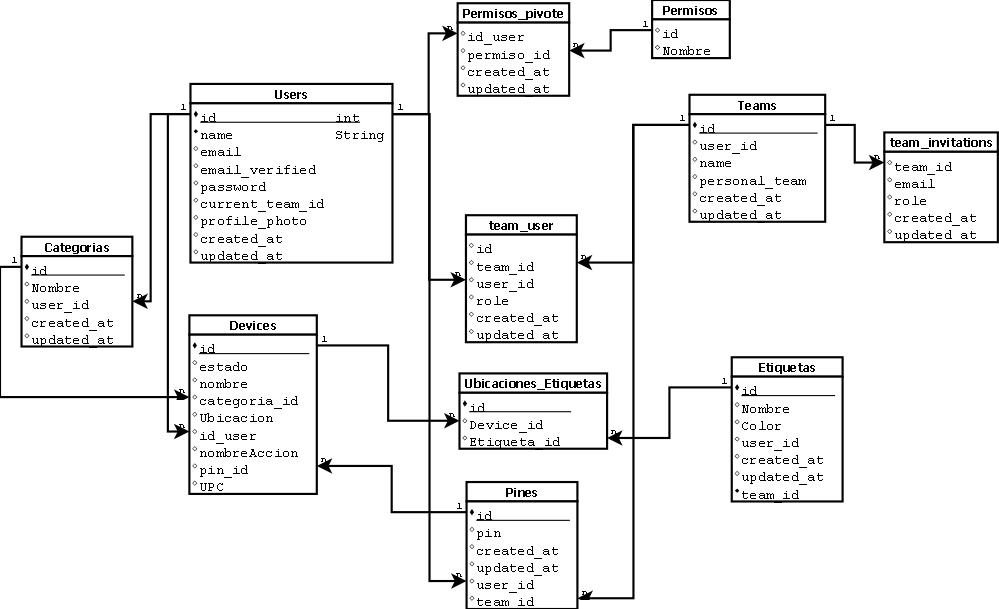 Permisos_pivote
id_user
permiso_id
created_at
updated_at
Permisos
id
Nombre
Users
id int
name String
email
email_verified
password
current_team_id
profile_photo
created_at
updated_at
Teams
id
user_id
name
personal_team
created_at
updated_at
team_invitations
team_id
email
role
created_at
updated_at
Categorias
id
Nombre
user_id
created_at
updated_at
team_user
id
team_id
user_id
role
created_at
updated_at
Devices
id
estado
nombre
categoria_id
Ubicacion
id_user
nombreAccion
pin_id
UPC
Ubicaciones_Etiquetas
id
Device_id
Etiqueta_id
Etiquetas
id
Nombre
Color
user_id
created_at
updated_at
team_id
Pines
id
pin
created_at
updated_at
user_id
team_id
1
1
1
1
1
1
1
1
1